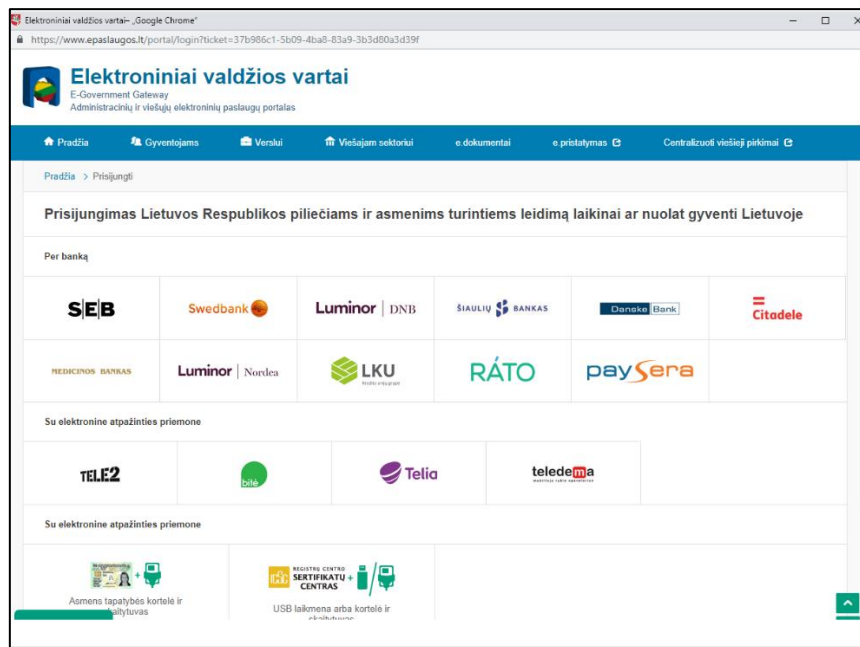 Elektroniniai valdžios vartai– „Google Chrome“
https://www.epaslaugos.lt/portal/login?ticket=37b986c1-5b09-4ba8-83a9-3b3d80a3d39f
Elektroniniai valdžios vartai
E-Government Gateway
Administracinių ir viešųjų elektroninių paslaugų portalas
Pradžia Gyventojams Verslui Viešajam sektoriui e.dokumentai e.pristatymas Centralizuoti viešieji pirkimai
Pradžia > Prisijungti
Prisijungimas Lietuvos Respublikos piliečiams ir asmenims turintiems leidimą laikinai ar nuolat gyventi Lietuvoje
Per banką
SEB Swedbank Luminor | DNB ŠIAULIŲ BANKAS Danske Bank Citadele
MEDICINOS BANKAS Luminor | Nordea LKU RÁTO paysera
Su elektronine atpažinties priemone
TELE2 bitė Telia teledema
Su elektronine atpažinties priemone
REGISTRŲ CENTRO
SERTIFIKATŲ
CENTRAS
Asmens tapatybės kortelė ir
skaitytuvas
USB laikmena arba kortelė ir
skaitytuvas